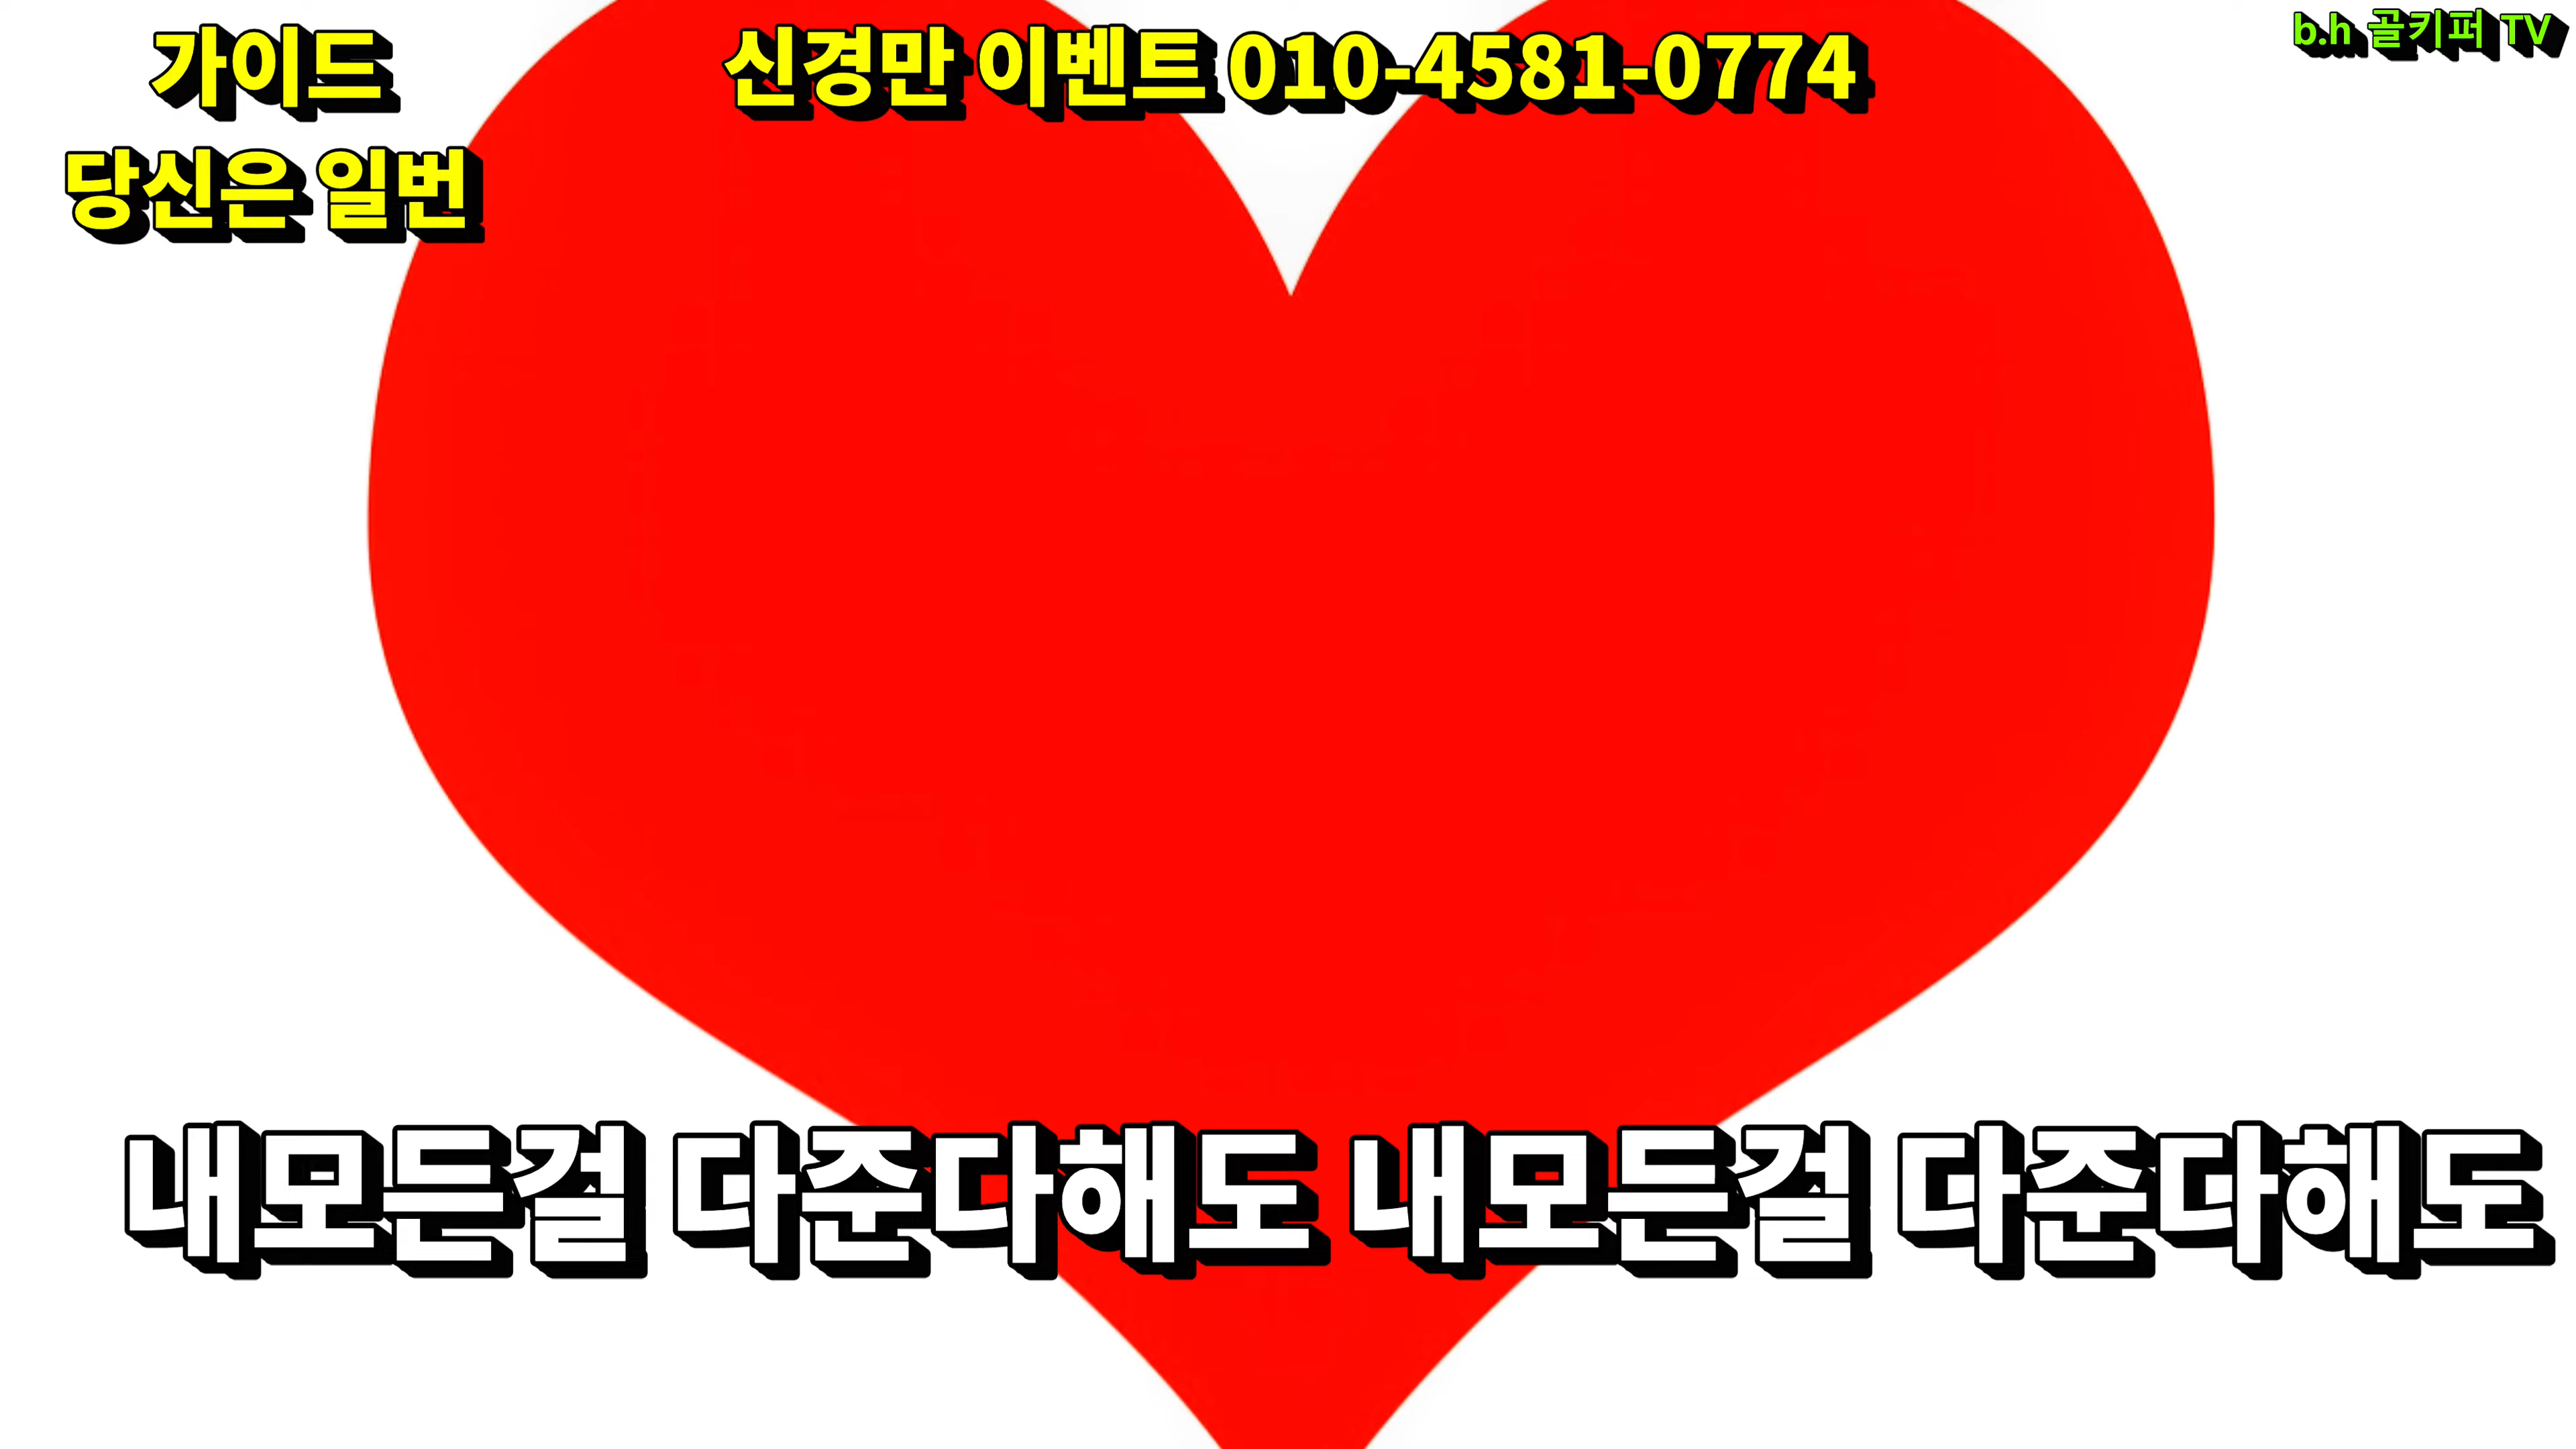 가이드
당신은 일번
신경만 이벤트 010-4581-0774
b.h 골키퍼 TV
내모든걸 다준다해도 내모든걸 다준다해도